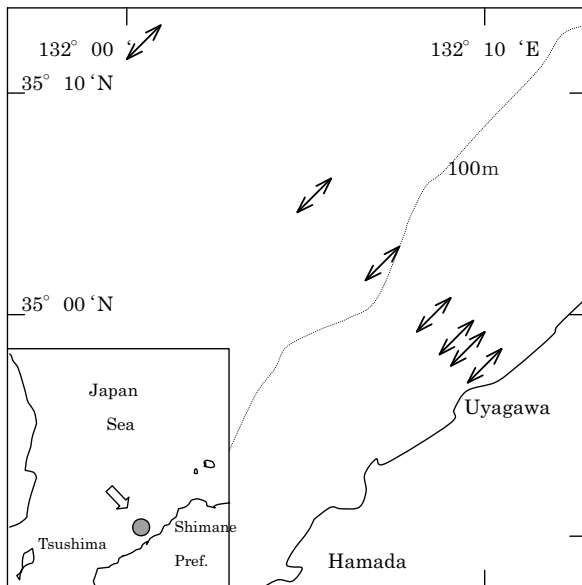 132° 00 ‘
132° 10 ‘E
35° 10 ‘N
100m
35° 00 ‘N
Japan
Sea
Uyagawa
Tsushima
Shimane
Pref.
Hamada